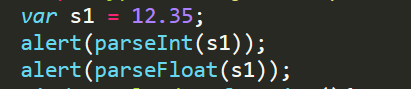 var s1 = 12.35;
alert(parseInt(s1));
alert(parseFloat(s1));